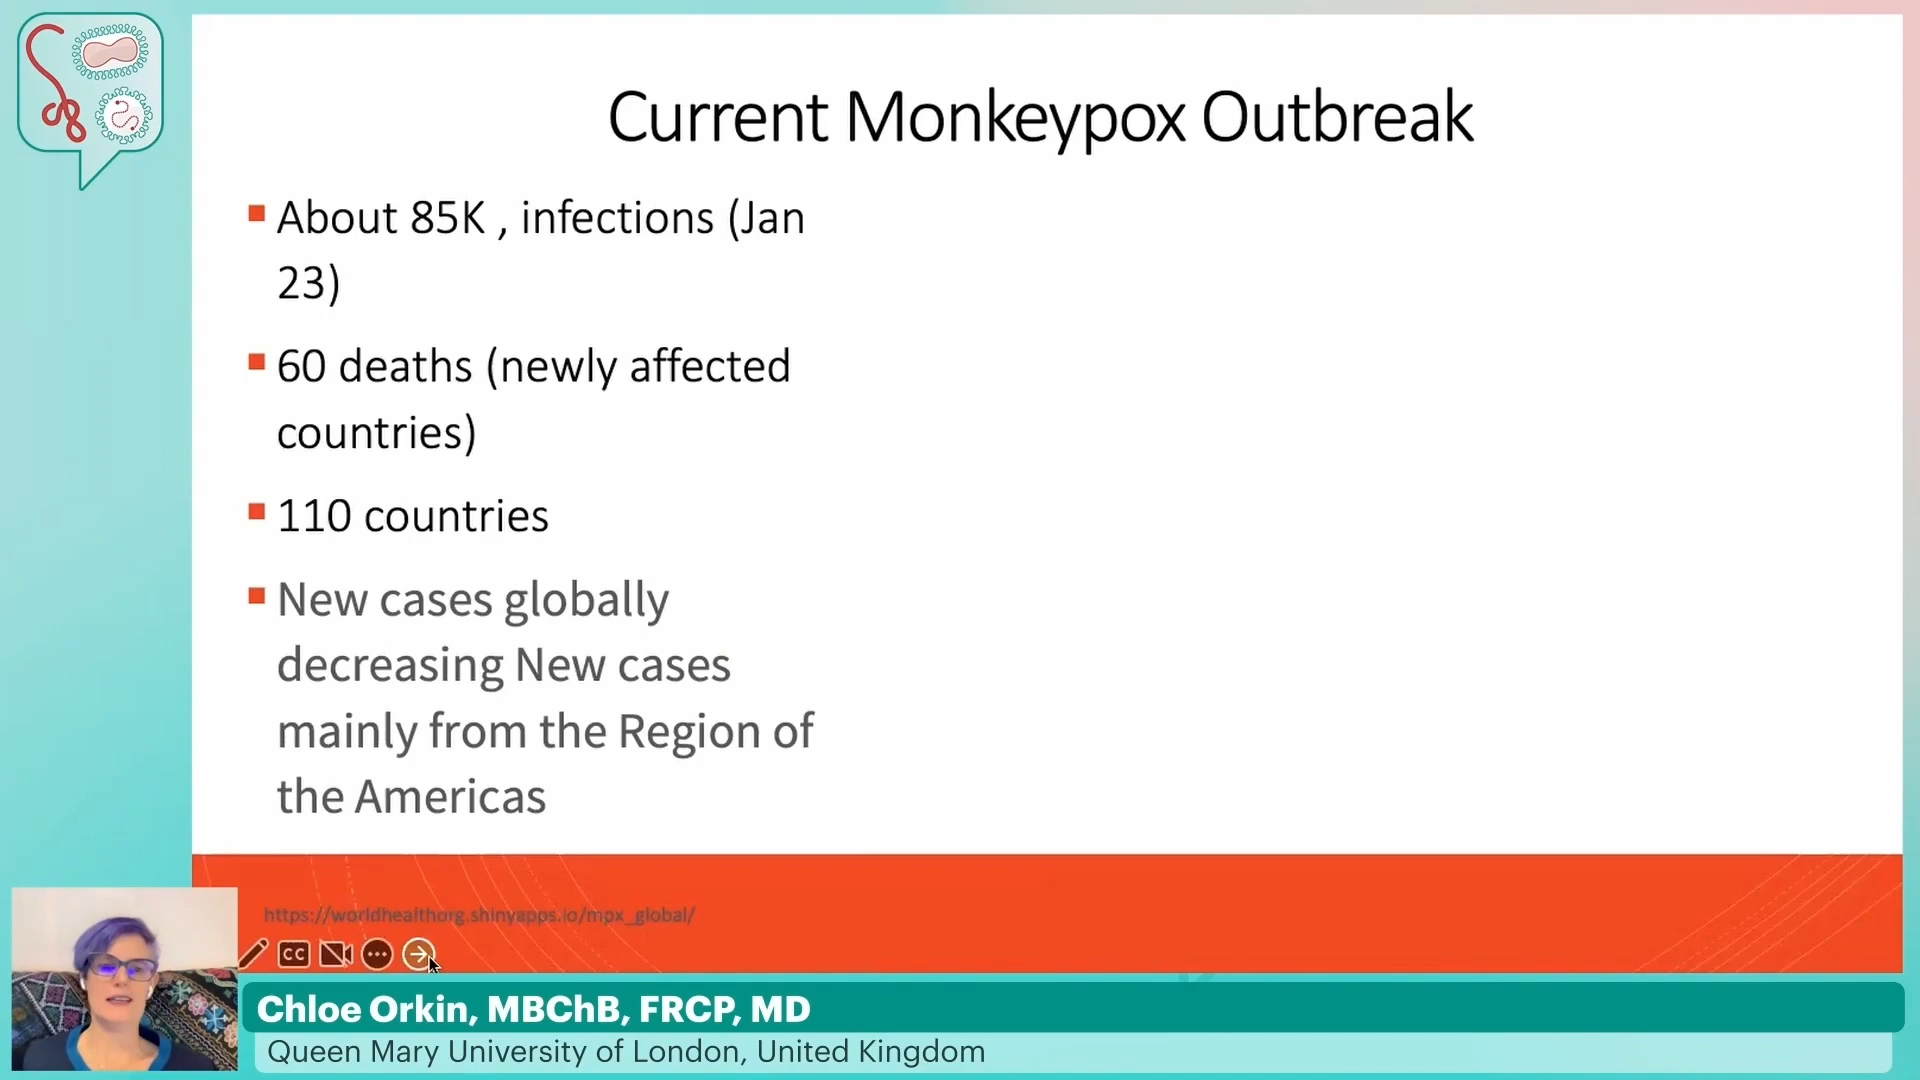 Current Monkeypox Outbreak
About 85K , infections (Jan
23)
60 deaths (newly affected
countries)
110 countries
New cases globally
decreasing New cases
mainly from the Region of
the Americas
https://worldhealthorg.shinyapps.io/mpx_global/
CC
Chloe Orkin, MBChB, FRCP, MD
Queen Mary University of London, United Kingdom